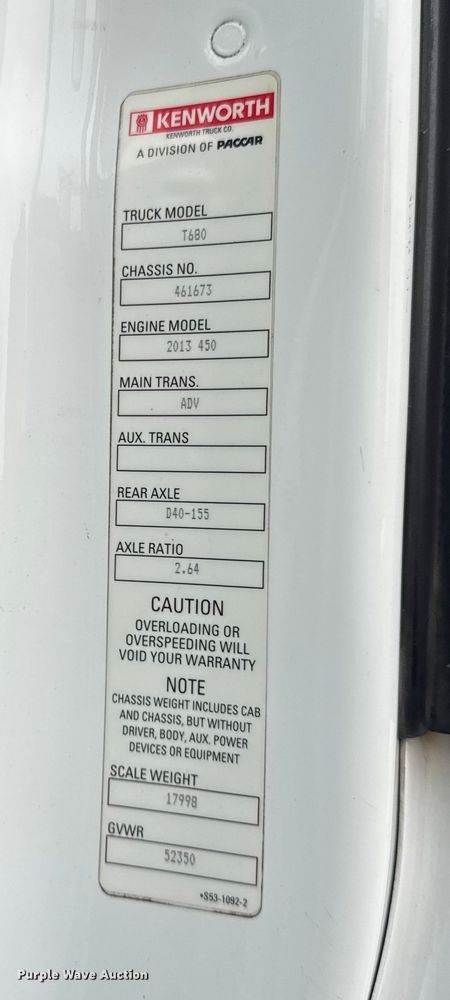 KENWORTH
KENWORTH TRUCK CO.
A DIVISION OF PACCAR
TRUCK MODEL
T680
CHASSIS NO.
461673
ENGINE MODEL
2013 450
MAIN TRANS.
ADV
AUX. TRANS
REAR AXLE
D40-155
AXLE RATIO
2.64
CAUTION
OVERLOADING OR
OVERSPEEDING WILL
VOID YOUR WARRANTY
NOTE
CHASSIS WEIGHT INCLUDES CAB
AND CHASSIS, BUT WITHOUT
DRIVER, BODY, AUX. POWER
DEVICES OR EQUIPMENT
SCALE WEIGHT
17998
GVWR
52350
*S53-1092-2
Purple Wave Auction